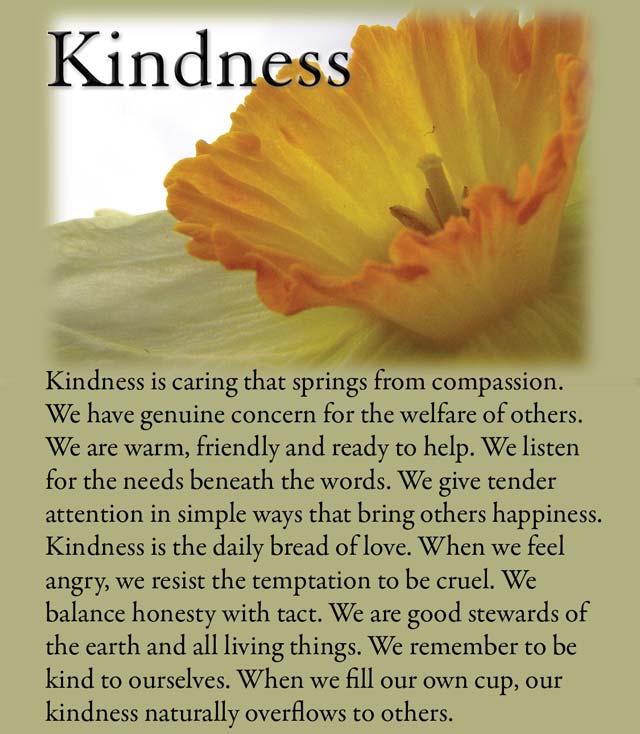 Kindness
Kindness is caring that springs from compassion.
We have genuine concern for the welfare of others.
We are warm, friendly and ready to help. We listen
for the needs beneath the words. We give tender
attention in simple ways that bring others happiness.
Kindness is the daily bread of love. When we feel
angry, we resist the temptation to be cruel. We
balance honesty with tact. We are good stewards of
the earth and all living things. We remember to be
kind to ourselves. When we fill our own cup, our
kindness naturally overflows to others.